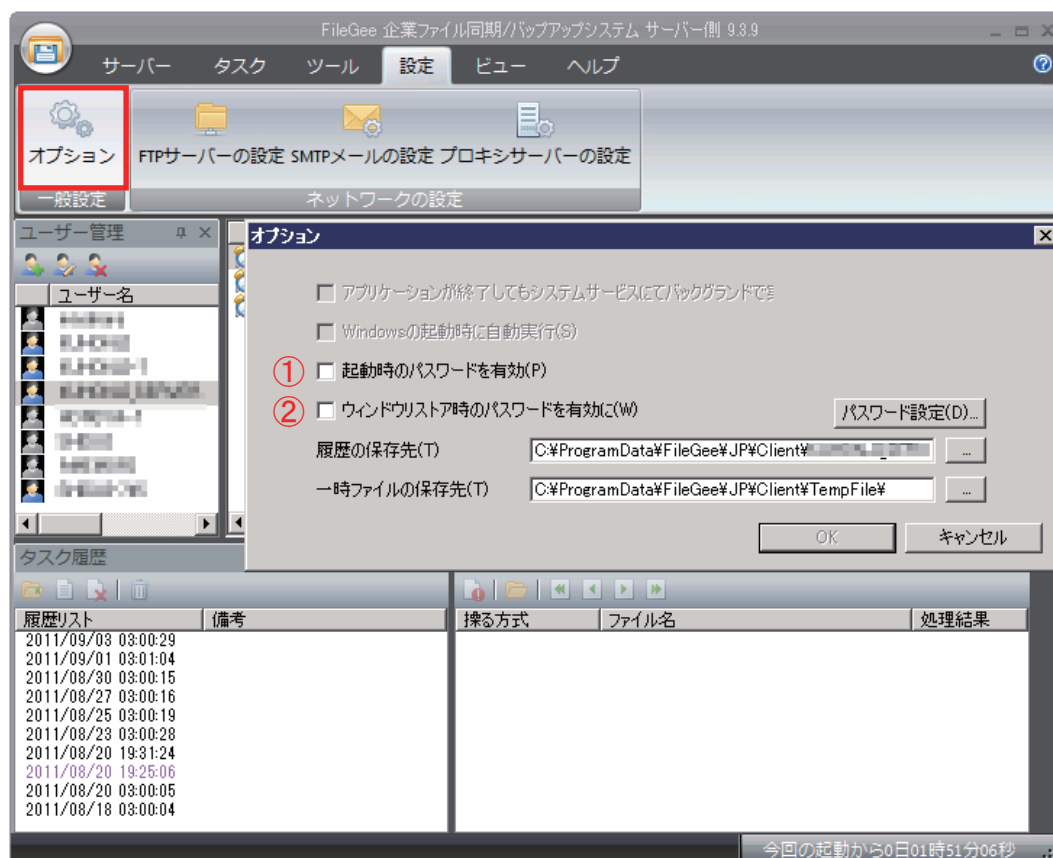 FileGee 企業ファイル同期/バップアップシステム サーバー側 9.3.9
サーバー タスク ツール 設定 ビュー ヘルプ
オプション FTPサーバーの設定 SMTPメールの設定 プロキシサーバーの設定
一般設定 ネットワークの設定
ユーザー管理
ユーザー名
オプション
アプリケーションが終了してもシステムサービスにてバックグランドで
Windowsの起動時に自動実行(S)
① 起動時のパスワードを有効(P)
② ウィンドウリストア時のパスワードを有効に(W) パスワード設定(D)...
履歴の保存先(T) C:¥ProgramData¥FileGee¥JP¥Client¥ ...
一時ファイルの保存先(T) C:¥ProgramData¥FileGee¥JP¥Client¥TempFile¥ ...
OK キャンセル
タスク履歴
履歴リスト 備考 操る方式 ファイル名 処理結果
2011/09/03 03:00:29
2011/09/01 03:01:04
2011/08/30 03:00:15
2011/08/27 03:00:16
2011/08/25 03:00:19
2011/08/23 03:00:28
2011/08/20 19:31:24
2011/08/20 19:25:06
2011/08/20 03:00:05
2011/08/18 03:00:04
今回の起動から0日01時51分06秒